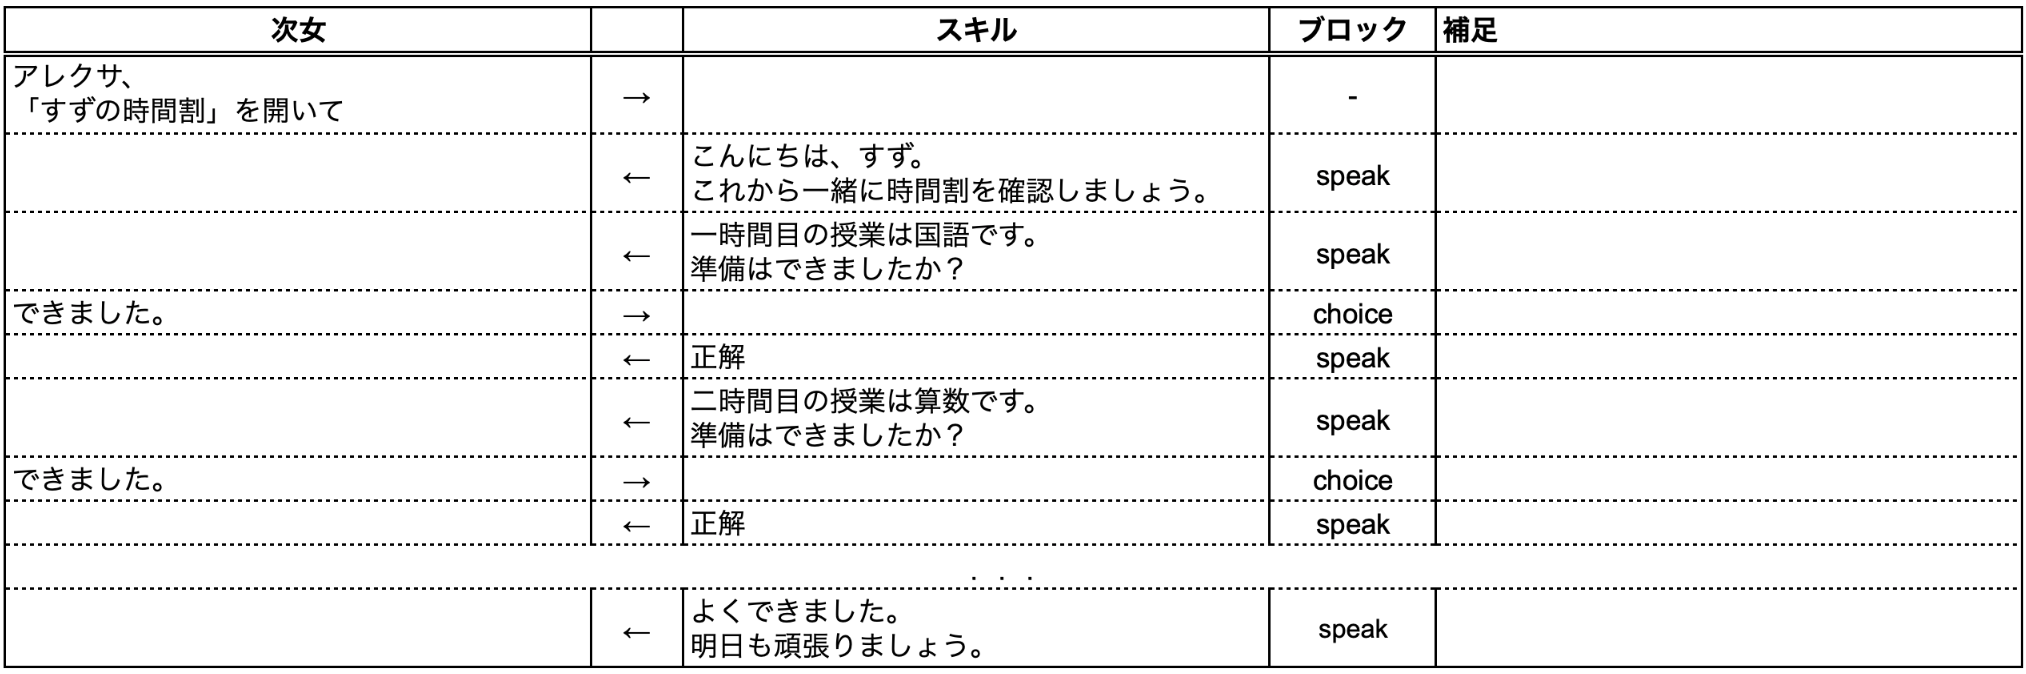 次女 スキル ブロック 補足
アレクサ、
「すずの時間割」を開いて
→ -
こんにちは、すず。
これから一緒に時間割を確認しましょう。
← speak
一時間目の授業は国語です。
準備はできましたか？
← speak
できました。 → choice
← 正解 speak
二時間目の授業は算数です。
準備はできましたか？
← speak
できました。 → choice
← 正解 speak
．．．
よくできました。
明日も頑張りましょう。
← speak